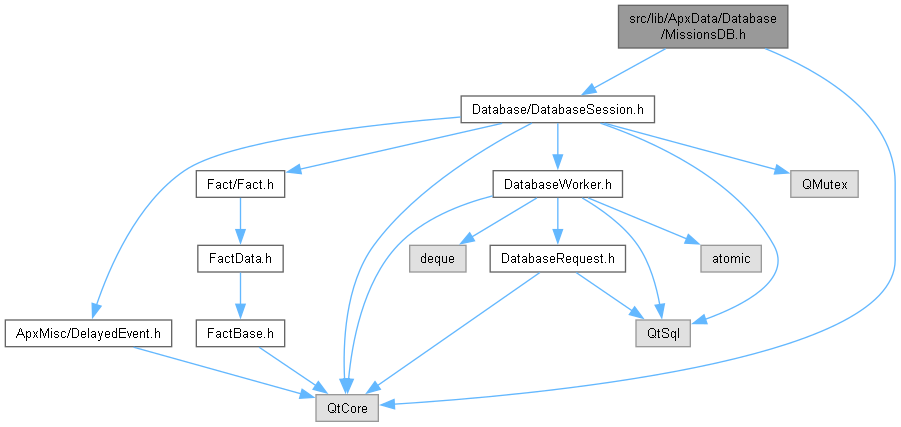 src/lib/ApxData/Database
/MissionsDB.h
Database/DatabaseSession.h
Fact/Fact.h
DatabaseWorker.h
QMutex
FactData.h
deque
DatabaseRequest.h
atomic
ApxMisc/DelayedEvent.h
FactBase.h
QtSql
QtCore